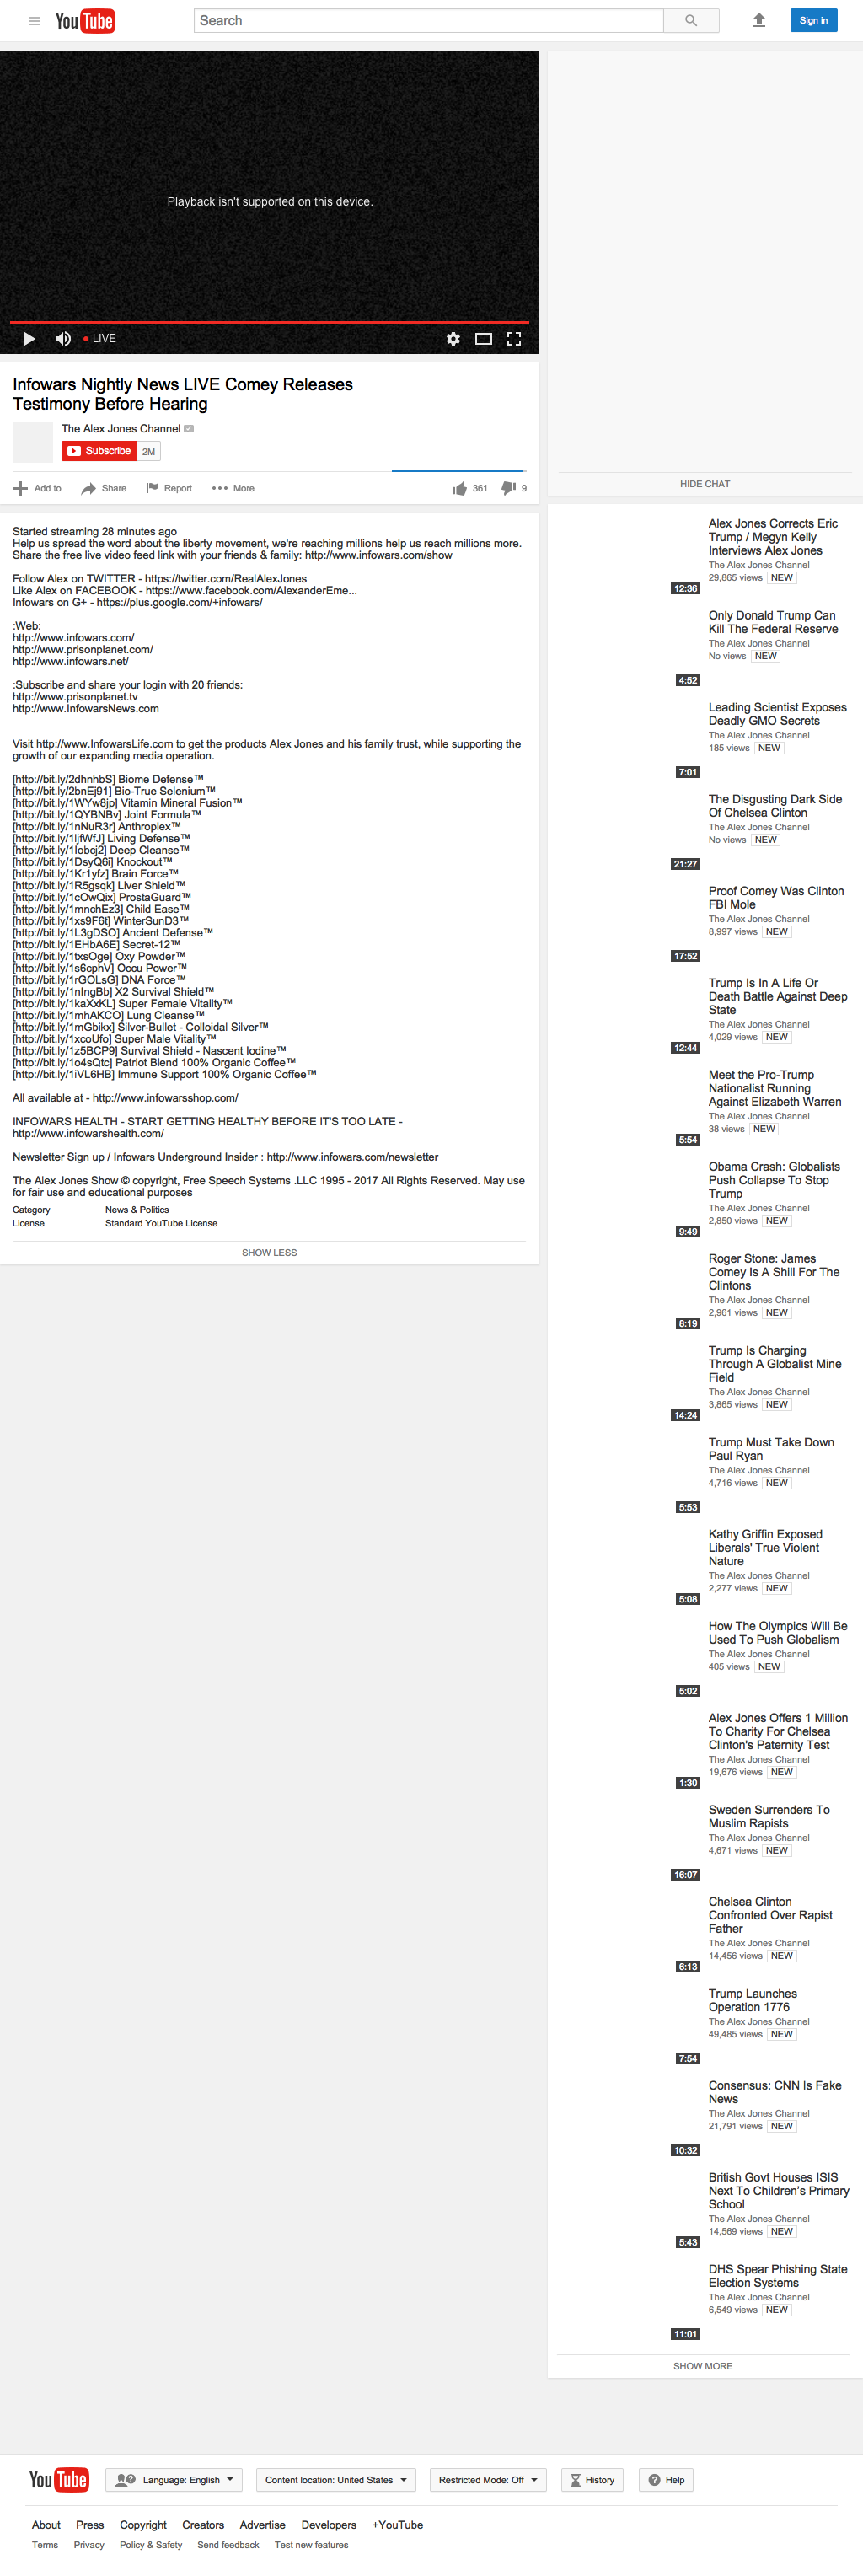 YouTube
Search
Sign in
Playback isn't supported on this device.
LIVE
Infowars Nightly News LIVE Comey Releases
Testimony Before Hearing
The Alex Jones Channel
Subscribe 2M
Add to Share Report More 361 9
Started streaming 28 minutes ago
Help us spread the word about the liberty movement, we're reaching millions help us reach millions more.
Share the free live video feed link with your friends & family: http://www.infowars.com/show
Follow Alex on TWITTER - https://twitter.com/RealAlexJones
Like Alex on FACEBOOK - https://www.facebook.com/AlexanderEme...
Infowars on G+ - https://plus.google.com/+infowars/
:Web:
http://www.infowars.com/
http://www.prisonplanet.com/
http://www.infowars.net/
:Subscribe and share your login with 20 friends:
http://www.prisonplanet.tv
http://www.InfowarsNews.com
Visit http://www.InfowarsLife.com to get the products Alex Jones and his family trust, while supporting the
growth of our expanding media operation.
[http://bit.ly/2dhnhbS] Biome Defense™
[http://bit.ly/2bnEj91] Bio-True Selenium™
[http://bit.ly/1WYw8jp] Vitamin Mineral Fusion™
[http://bit.ly/1QYBNBv] Joint Formula™
[http://bit.ly/1nNuR3r] Anthroplex™
[http://bit.ly/1ljfWfJ] Living Defense™
[http://bit.ly/1Iobcj2] Deep Cleanse™
[http://bit.ly/1DsyQ6i] Knockout™
[http://bit.ly/1Kr1yfz] Brain Force™
[http://bit.ly/1R5gsqk] Liver Shield™
[http://bit.ly/1cOwQix] ProstaGuard™
[http://bit.ly/1mnchEz3] Child Ease™
[http://bit.ly/1xs9F6t] WinterSunD3™
[http://bit.ly/1L3gDSO] Ancient Defense™
[http://bit.ly/1EHbA6E] Secret-12™
[http://bit.ly/1txsOge] Oxy Powder™
[http://bit.ly/1s6cphV] Occu Power™
[http://bit.ly/1rGOLsG] DNA Force™
[http://bit.ly/1nIngBb] X2 Survival Shield™
[http://bit.ly/1kaXxKL] Super Female Vitality™
[http://bit.ly/1mhAKCO] Lung Cleanse™
[http://bit.ly/1mGbikx] Silver-Bullet - Colloidal Silver™
[http://bit.ly/1xcoUfo] Super Male Vitality™
[http://bit.ly/1z5BCP9] Survival Shield - Nascent Iodine™
[http://bit.ly/1o4sQtc] Patriot Blend 100% Organic Coffee™
[http://bit.ly/1iVL6HB] Immune Support 100% Organic Coffee™
All available at - http://www.infowarsshop.com/
INFOWARS HEALTH - START GETTING HEALTHY BEFORE IT'S TOO LATE -
http://www.infowarshealth.com/
Newsletter Sign up / Infowars Underground Insider : http://www.infowars.com/newsletter
The Alex Jones Show © copyright, Free Speech Systems .LLC 1995 - 2017 All Rights Reserved. May use
for fair use and educational purposes
Category News & Politics
License Standard YouTube License
SHOW LESS
HIDE CHAT
Alex Jones Corrects Eric
Trump / Megyn Kelly
Interviews Alex Jones
The Alex Jones Channel
29,865 views NEW
12:36
Only Donald Trump Can
Kill The Federal Reserve
The Alex Jones Channel
No views NEW
4:52
Leading Scientist Exposes
Deadly GMO Secrets
The Alex Jones Channel
185 views NEW
7:01
The Disgusting Dark Side
Of Chelsea Clinton
The Alex Jones Channel
No views NEW
21:27
Proof Comey Was Clinton
FBI Mole
The Alex Jones Channel
8,997 views NEW
17:52
Trump Is In A Life Or
Death Battle Against Deep
State
The Alex Jones Channel
4,029 views NEW
12:44
Meet the Pro-Trump
Nationalist Running
Against Elizabeth Warren
The Alex Jones Channel
38 views NEW
5:54
Obama Crash: Globalists
Push Collapse To Stop
Trump
The Alex Jones Channel
2,850 views NEW
9:49
Roger Stone: James
Comey Is A Shill For The
Clintons
The Alex Jones Channel
2,961 views NEW
8:19
Trump Is Charging
Through A Globalist Mine
Field
The Alex Jones Channel
3,865 views NEW
14:24
Trump Must Take Down
Paul Ryan
The Alex Jones Channel
4,716 views NEW
5:53
Kathy Griffin Exposed
Liberals' True Violent
Nature
The Alex Jones Channel
2,277 views NEW
5:08
How The Olympics Will Be
Used To Push Globalism
The Alex Jones Channel
405 views NEW
5:02
Alex Jones Offers 1 Million
To Charity For Chelsea
Clinton's Paternity Test
The Alex Jones Channel
19,676 views NEW
1:30
Sweden Surrenders To
Muslim Rapists
The Alex Jones Channel
4,671 views NEW
16:07
Chelsea Clinton
Confronted Over Rapist
Father
The Alex Jones Channel
14,456 views NEW
6:13
Trump Launches
Operation 1776
The Alex Jones Channel
49,485 views NEW
7:54
Consensus: CNN Is Fake
News
The Alex Jones Channel
21,791 views NEW
10:32
British Govt Houses ISIS
Next To Children's Primary
School
The Alex Jones Channel
14,569 views NEW
5:43
DHS Spear Phishing State
Election Systems
The Alex Jones Channel
6,549 views NEW
11:01
SHOW MORE
YouTube Language: English Content location: United States Restricted Mode: Off History Help
About Press Copyright Creators Advertise Developers +YouTube
Terms Privacy Policy & Safety Send feedback Test new features